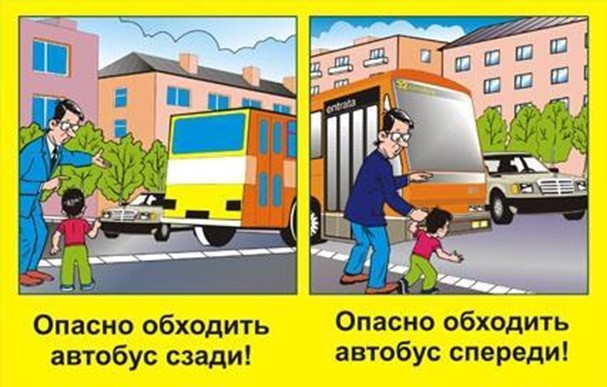 entrata
Опасно обходить
автобус сзади!
Опасно обходить
автобус спереди!